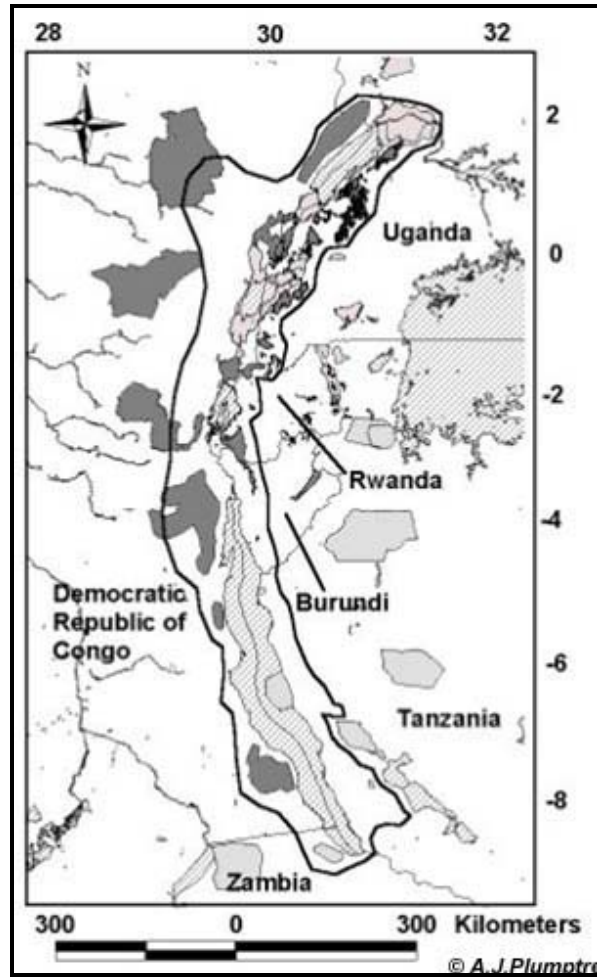 28 30 32
N
2
Uganda
0
-2
Rwanda
-4
Democratic
Republic of
Congo
Burundi
-6
Tanzania
-8
Zambia
300 0 300 Kilometers
© A.J.Plumptre